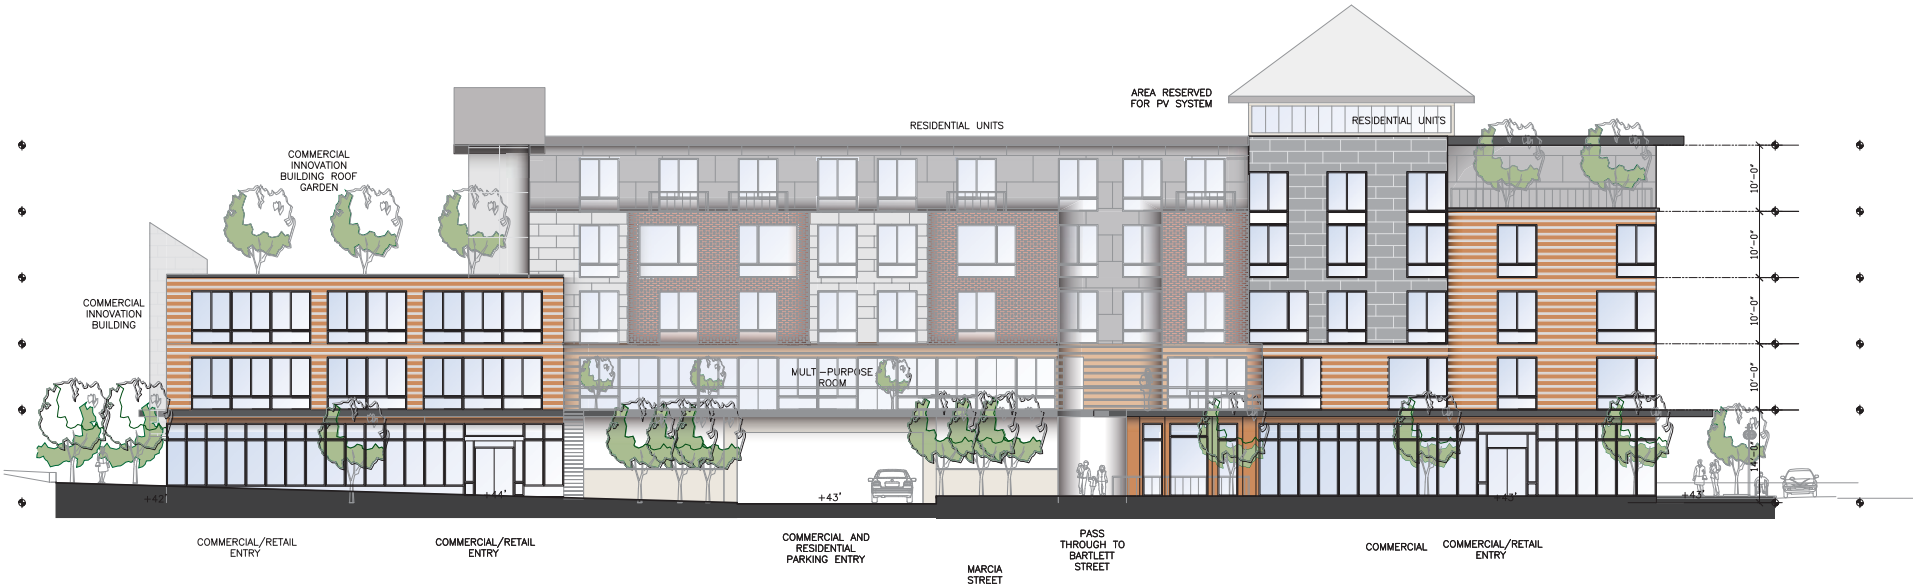 AREA RESERVED
FOR PV SYSTEM
RESIDENTIAL UNITS
RESIDENTIAL UNITS
COMMERCIAL
INNOVATION
BUILDING ROOF
GARDEN
COMMERCIAL
INNOVATION
BUILDING
MULT-PURPOSE
ROOM
10'-0"
10'-0"
10'-0"
10'-0"
14'-0"
+42'
+44'
+43'
+43'
+43'
COMMERCIAL/RETAIL
ENTRY
COMMERCIAL/RETAIL
ENTRY
COMMERCIAL AND
RESIDENTIAL
PARKING ENTRY
MARCIA
STREET
PASS
THROUGH TO
BARTLETT
STREET
COMMERCIAL
COMMERCIAL/RETAIL
ENTRY